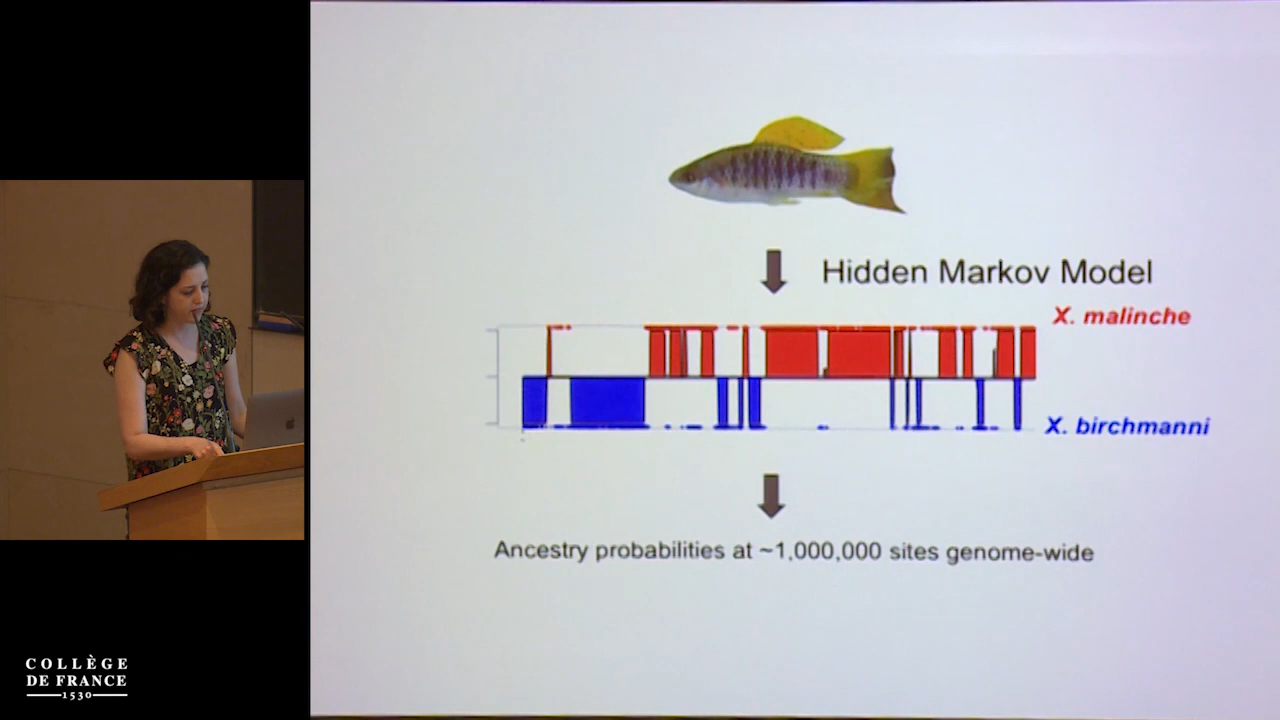 Hidden Markov Model
X. malinche
X. birchmanni
Ancestry probabilities at ~1,000,000 sites genome-wide
COLLÈGE
DE FRANCE
1530